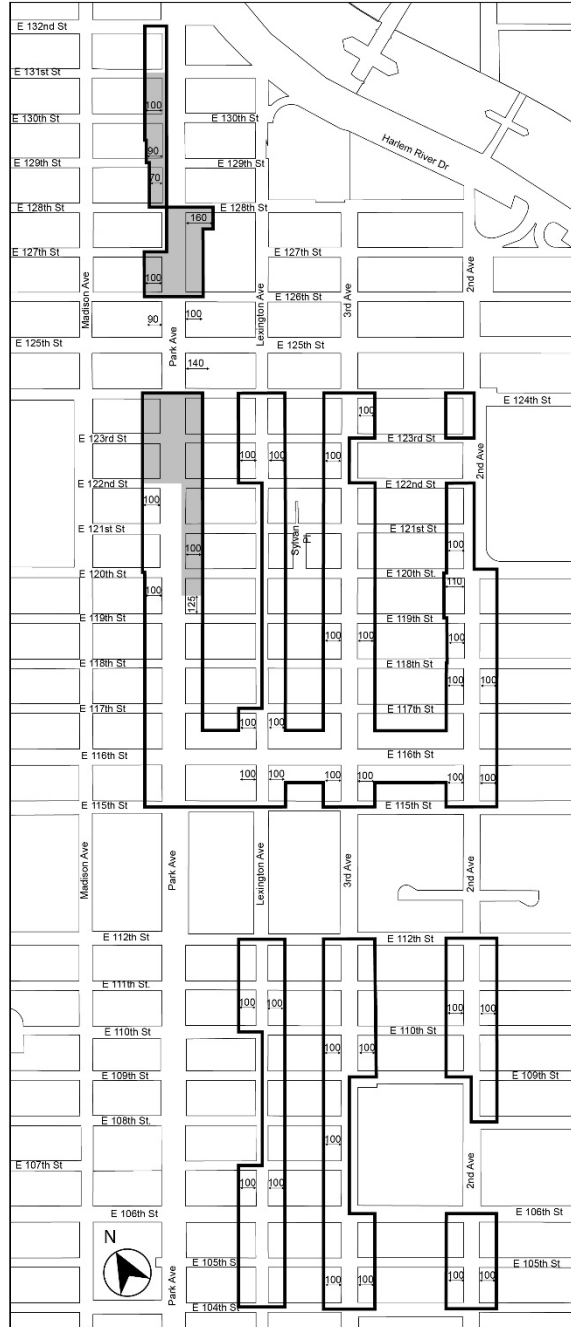 E 132nd St
E 131st St
100
E 130th St
E 130th St
Harlem River Dr
90
E 129th St
E 129th St
70
E 128th St
E 128th St
160
E 127th St
E 127th St
100
Madison Ave
Lexington Ave
3rd Ave
2nd Ave
E 126th St
90
100
Park Ave
E 125th St
E 125th St
140
E 124th St
100
E 123rd St
E 123rd St
100
100
100
2nd Ave
E 122nd St
E 122nd St
100
E 121st St
Sylvan Pl
E 121st St
100
100
E 120th St
E 120th St.
100
125
110
E 119th St
E 119th St
100
100
100
E 118th St
E 118th St
100
100
E 117th St
E 117th St
100
100
E 116th St
E 116th St
100
100
100
100
100
100
E 115th St
E 115th St
Madison Ave
Park Ave
Lexington Ave
3rd Ave
2nd Ave
E 112th St
E 112th St
E 111th St.
100
100
100
100
E 110th St
E 110th St
100
100
E 109th St
E 109th St
E 108th St.
100
E 107th St
2nd Ave
100
100
E 106th St
E 106th St
N
E 105th S
E 105th St
100
100
100
100
Park Ave
E 104th St